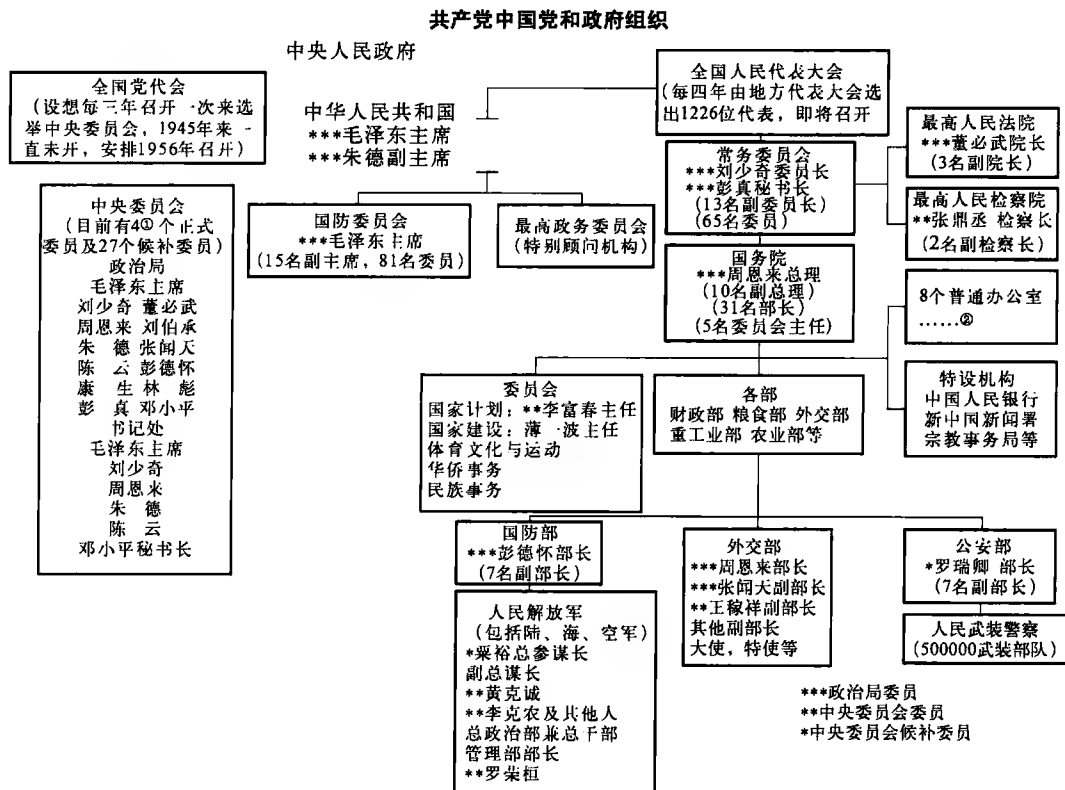 共产党中国党和政府组织
中央人民政府
全国党代会
（设想每三年召开一次来选
举中央委员会，1945年来一
直未开，安排1956年召开）
中华人民共和国
***毛泽东主席
**朱德副主席
全国人民代表大会
（每四年由地方代表大会选
出1226位代表，即将召开
最高人民法院
***董必武院长
(3名副院长)
常务委员会
***刘少奇委员长
***彭真秘书长
(13名副委员长)
(65名委员)
最高人民检察院
**张鼎丞 检察长
(2名副检察长)
中央委员会
（目前有4①个正式
委员及27个候补委员）
政治局
毛泽东主席
刘少奇 董必武
周恩来 刘伯承
朱 德 张闻天
陈 云 彭德怀
康 生 林 彪
彭 真 邓小平
书记处
毛泽东主席
刘少奇
周恩来
朱 德
陈 云
邓小平秘书长
国防委员会
***毛泽东主席
(15名副主席，81名委员)
最高政务委员会
(特别顾问机构)
国务院
***周恩来总理
(10名副总理)
(31名部长)
(5名委员会主任)
8个普通办公室
……②
委员会
国家计划：**李富春主任
国家建设：薄一波主任
体育文化与运动
华侨事务
民族事务
各部
财政部 粮食部 外交部
重工业部 农业部等
特设机构
中国人民银行
新中国新闻署
宗教事务局等
国防部
***彭德怀部长
(7名副部长)
外交部
***周恩来部长
***张闻天副部长
**王稼祥副部长
其他副部长
大使，特使等
公安部
*罗瑞卿 部长
(7名副部长)
人民解放军
(包括陆、海、空军)
*粟裕总参谋长
副总谋长
**黄克诚
**李克农及其他人
总政治部兼总干部
管理部部长
**罗荣桓
人民武装警察
(500000武装部队)
***政治局委员
**中央委员会委员
*中央委员会候补委员